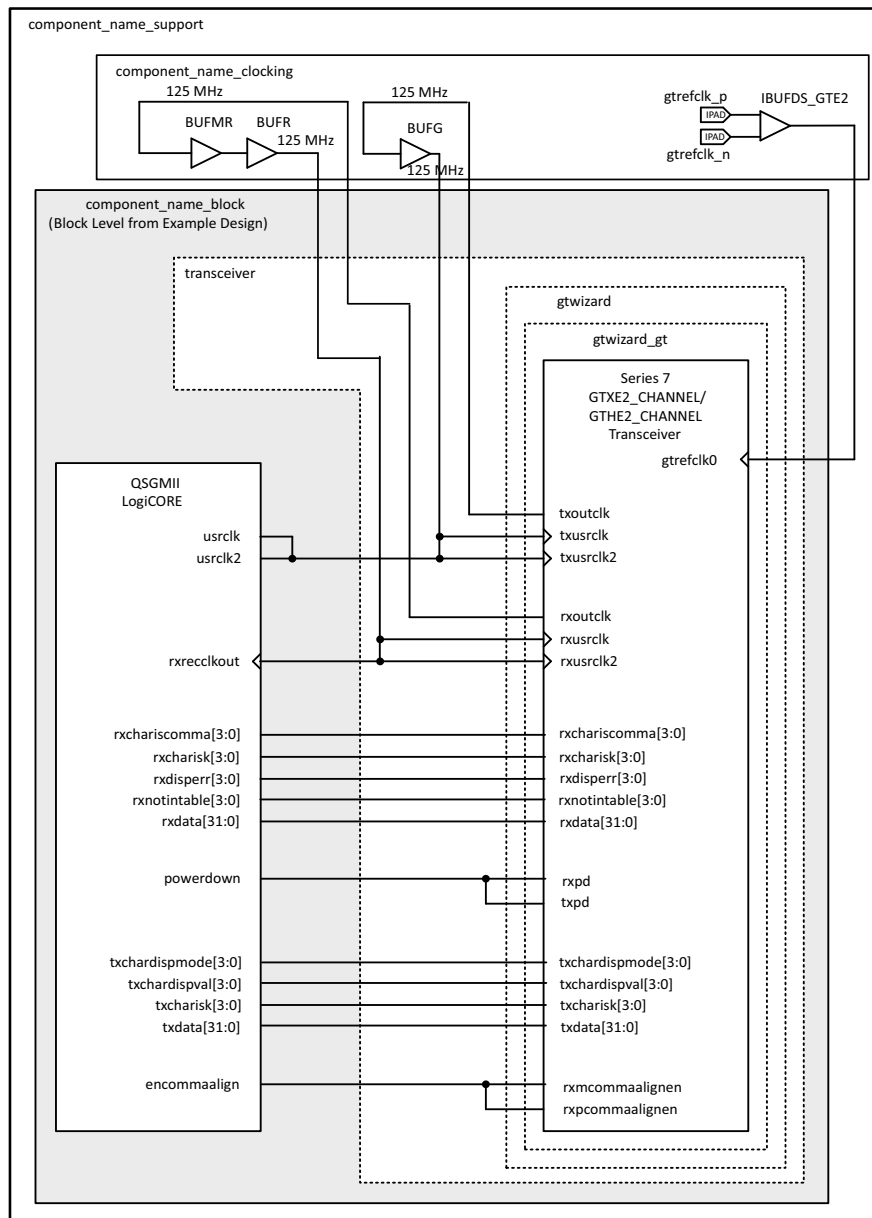 component_name_support
component_name_clocking
125 MHz
BUFMR
BUFR
125 MHz
125 MHz
BUFG
125 MHz
gtrefclk_p
IPAD
IBUFDS_GTE2
IPAD
gtrefclk_n
component_name_block
(Block Level from Example Design)
transceiver
gtwizard
gtwizard_gt
Series 7
GTXE2_CHANNEL/
GTHE2_CHANNEL
Transceiver
gtrefclk0
QSGMII
LogiCORE
usrclk
usrclk2
rxrecclkout
rxchariscomma[3:0]
rxcharisk[3:0]
rxdisperr[3:0]
rxnotintable[3:0]
rxdata[31:0]
powerdown
txchardispmode[3:0]
txchardispval[3:0]
txcharisk[3:0]
txdata[31:0]
encommaalign
txoutclk
txusrclk
txusrclk2
rxoutclk
rxusrclk
rxusrclk2
rxchariscomma[3:0]
rxcharisk[3:0]
rxdisperr[3:0]
rxnotintable[3:0]
rxdata[31:0]
rxpd
txpd
txchardispmode[3:0]
txchardispval[3:0]
txcharisk[3:0]
txdata[31:0]
rxmcommaalignen
rxpcommaalignen